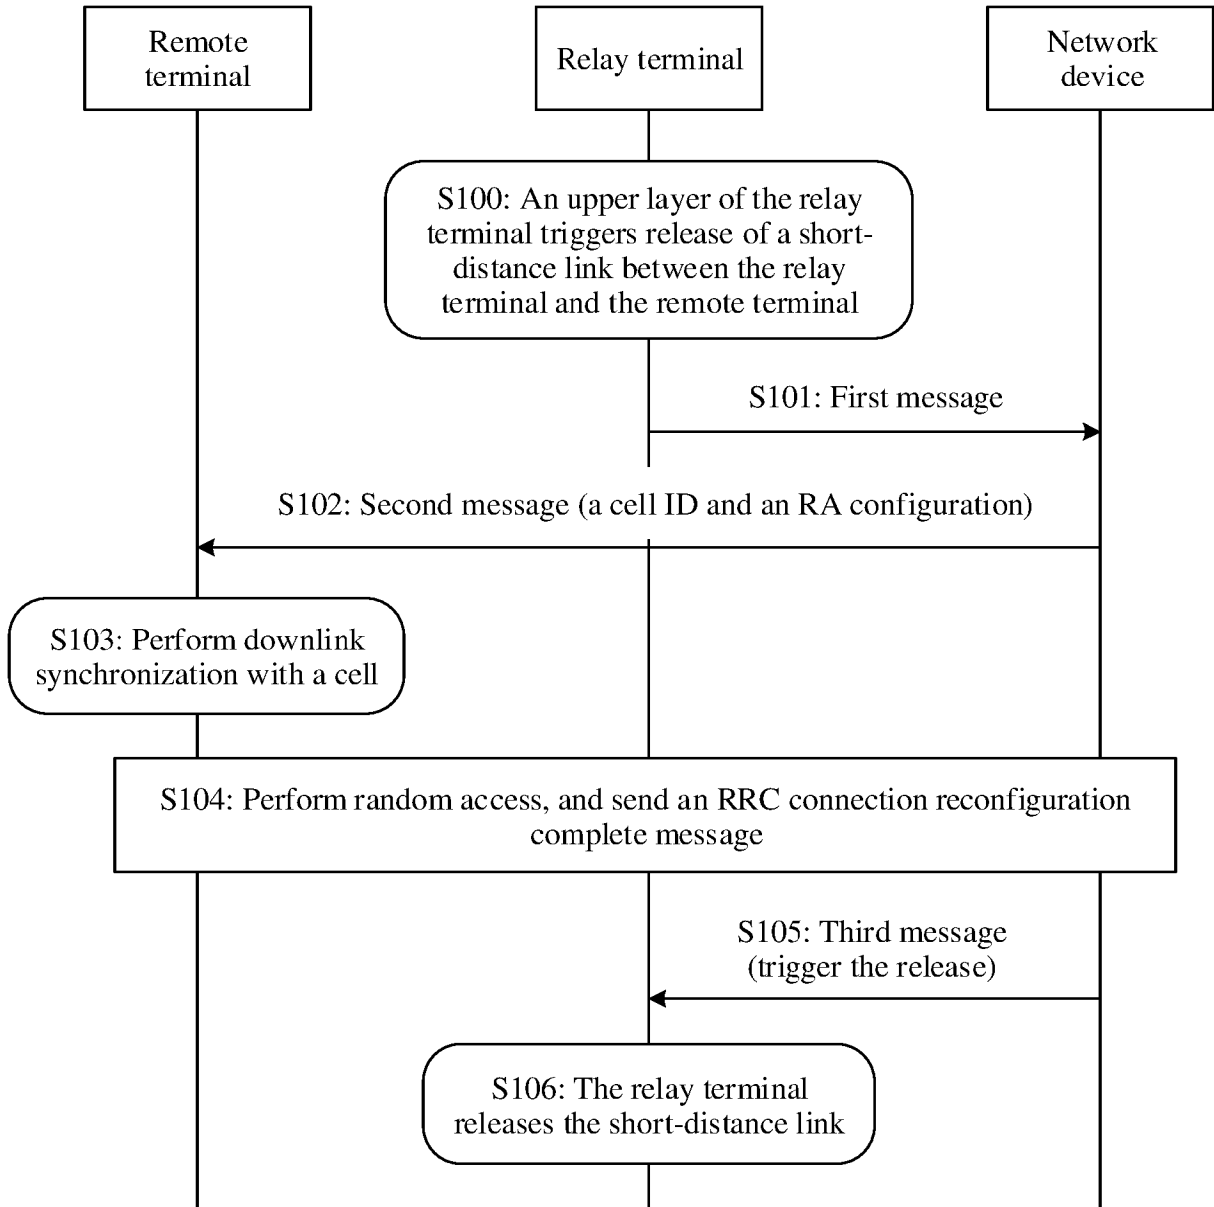 Remote
terminal
Relay terminal
Network
device
S100: An upper layer of the relay
terminal triggers release of a short-
distance link between the relay
terminal and the remote terminal
S101: First message
S102: Second message (a cell ID and an RA configuration)
S103: Perform downlink
synchronization with a cell
S104: Perform random access, and send an RRC connection reconfiguration
complete message
S105: Third message
(trigger the release)
S106: The relay terminal
releases the short-distance link